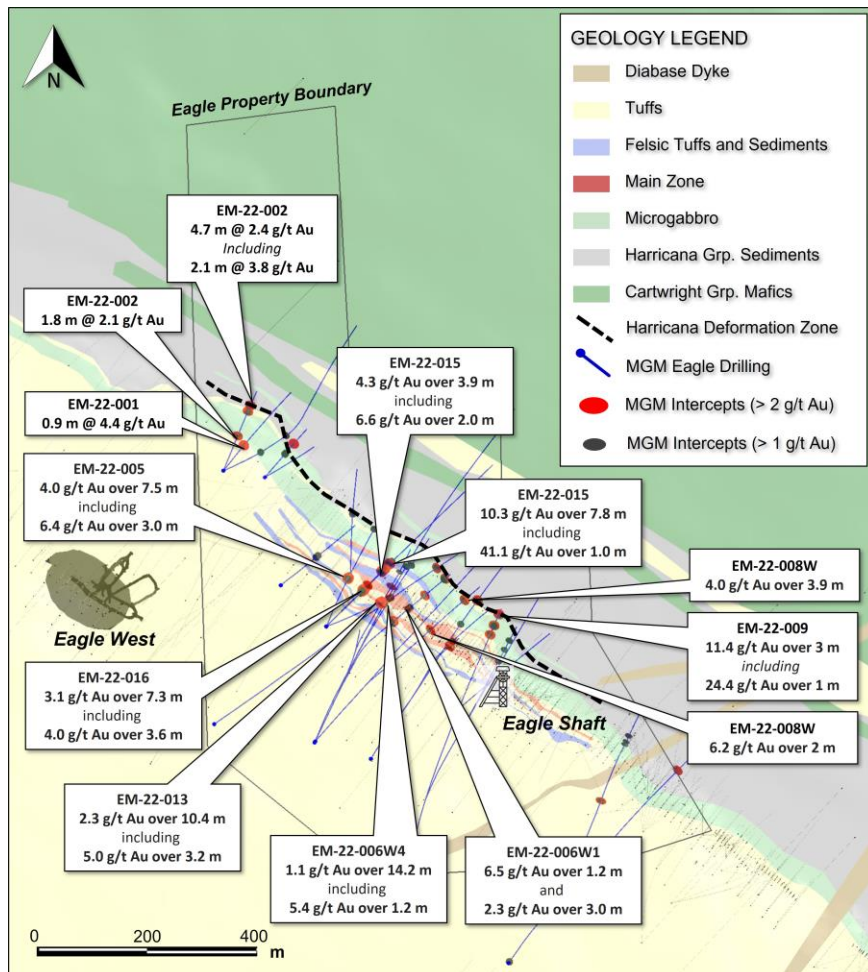 N
Eagle Property Boundary
GEOLOGY LEGEND
Diabase Dyke
Tuffs
Felsic Tuffs and Sediments
Main Zone
Microgabbro
Harricana Grp. Sediments
Cartwright Grp. Mafics
Harricana Deformation Zone
MGM Eagle Drilling
MGM Intercepts (> 2 g/t Au)
MGM Intercepts (> 1 g/t Au)
EM-22-002
4.7 m @ 2.4 g/t Au
Including
2.1 m @ 3.8 g/t Au
EM-22-002
1.8 m @ 2.1 g/t Au
EM-22-001
0.9 m @ 4.4 g/t Au
EM-22-015
4.3 g/t Au over 3.9 m
including
6.6 g/t Au over 2.0 m
EM-22-005
4.0 g/t Au over 7.5 m
including
6.4 g/t Au over 3.0 m
EM-22-015
10.3 g/t Au over 7.8 m
including
41.1 g/t Au over 1.0 m
EM-22-008W
4.0 g/t Au over 3.9 m
EM-22-009
11.4 g/t Au over 3 m
including
24.4 g/t Au over 1 m
Eagle West
EM-22-016
3.1 g/t Au over 7.3 m
including
4.0 g/t Au over 3.6 m
Eagle Shaft
EM-22-008W
6.2 g/t Au over 2 m
EM-22-013
2.3 g/t Au over 10.4 m
including
5.0 g/t Au over 3.2 m
EM-22-006W4
1.1 g/t Au over 14.2 m
including
5.4 g/t Au over 1.2 m
EM-22-006W1
6.5 g/t Au over 1.2 m
and
2.3 g/t Au over 3.0 m
0 200 400
m